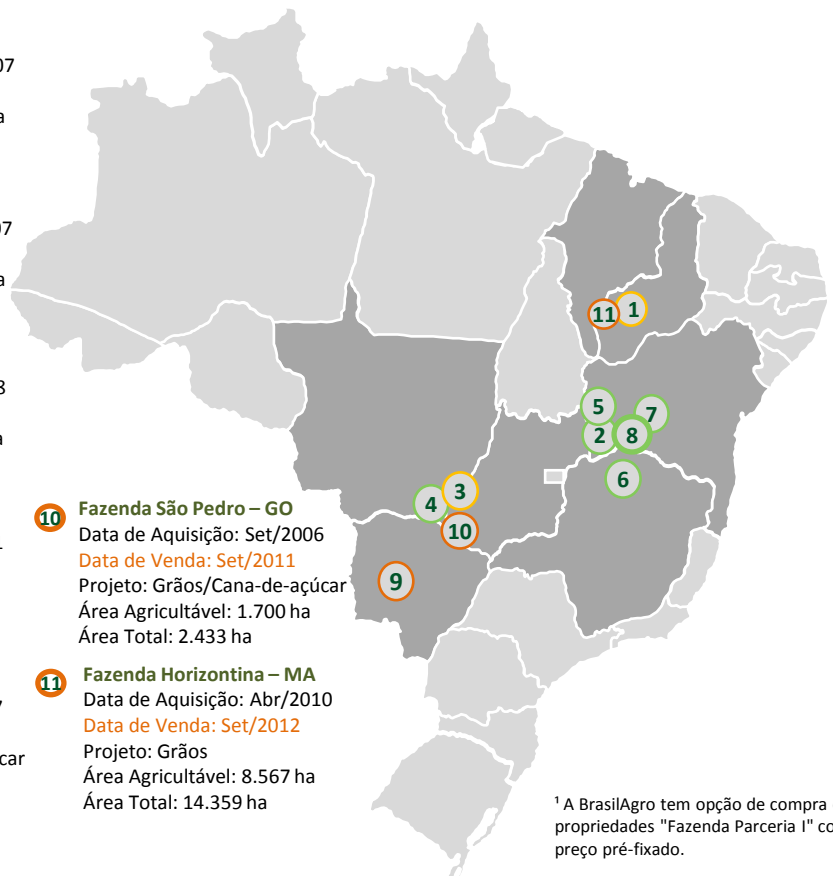 07
a
07
a
8
a
10 Fazenda São Pedro – GO
Data de Aquisição: Set/2006
Data de Venda: Set/2011
Projeto: Grãos/Cana-de-açúcar
Área Agricultável: 1.700 ha
Área Total: 2.433 ha
11 Fazenda Horizontina – MA
Data de Aquisição: Abr/2010
Data de Venda: Set/2012
Projeto: Grãos
Área Agricultável: 8.567 ha
Área Total: 14.359 ha
car
11
1
5
7
2
8
6
3
4
10
9
¹ A BrasilAgro tem opção de compra
propriedades "Fazenda Parceria I" co
preço pré-fixado.